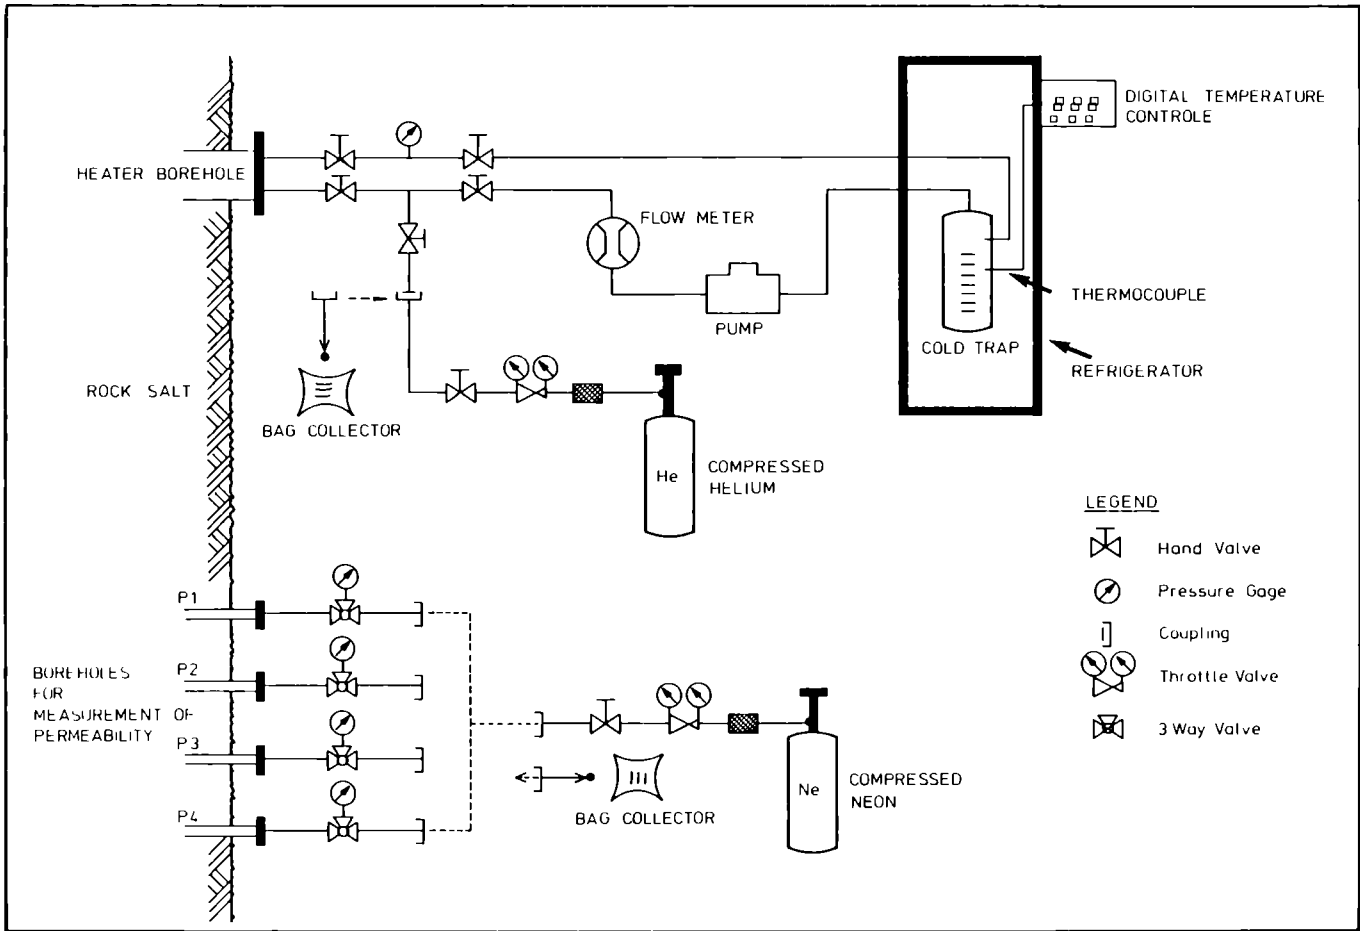 DIGITAL TEMPERATURE
CONTROLE
HEATER BOREHOLE
FLOW METER
THERMOCOUPLE
PUMP
COLD TRAP
REFRIGERATOR
ROCK SALT
BAG COLLECTOR
He
COMPRESSED
HELIUM
LEGEND
Hand Valve
Pressure Gage
Coupling
Throttle Valve
3 Way Valve
P1
P2
BOREHOLES
FOR
MEASUREMENT OF
PERMEABILITY
P3
P4
BAG COLLECTOR
Ne
COMPRESSED
NEON